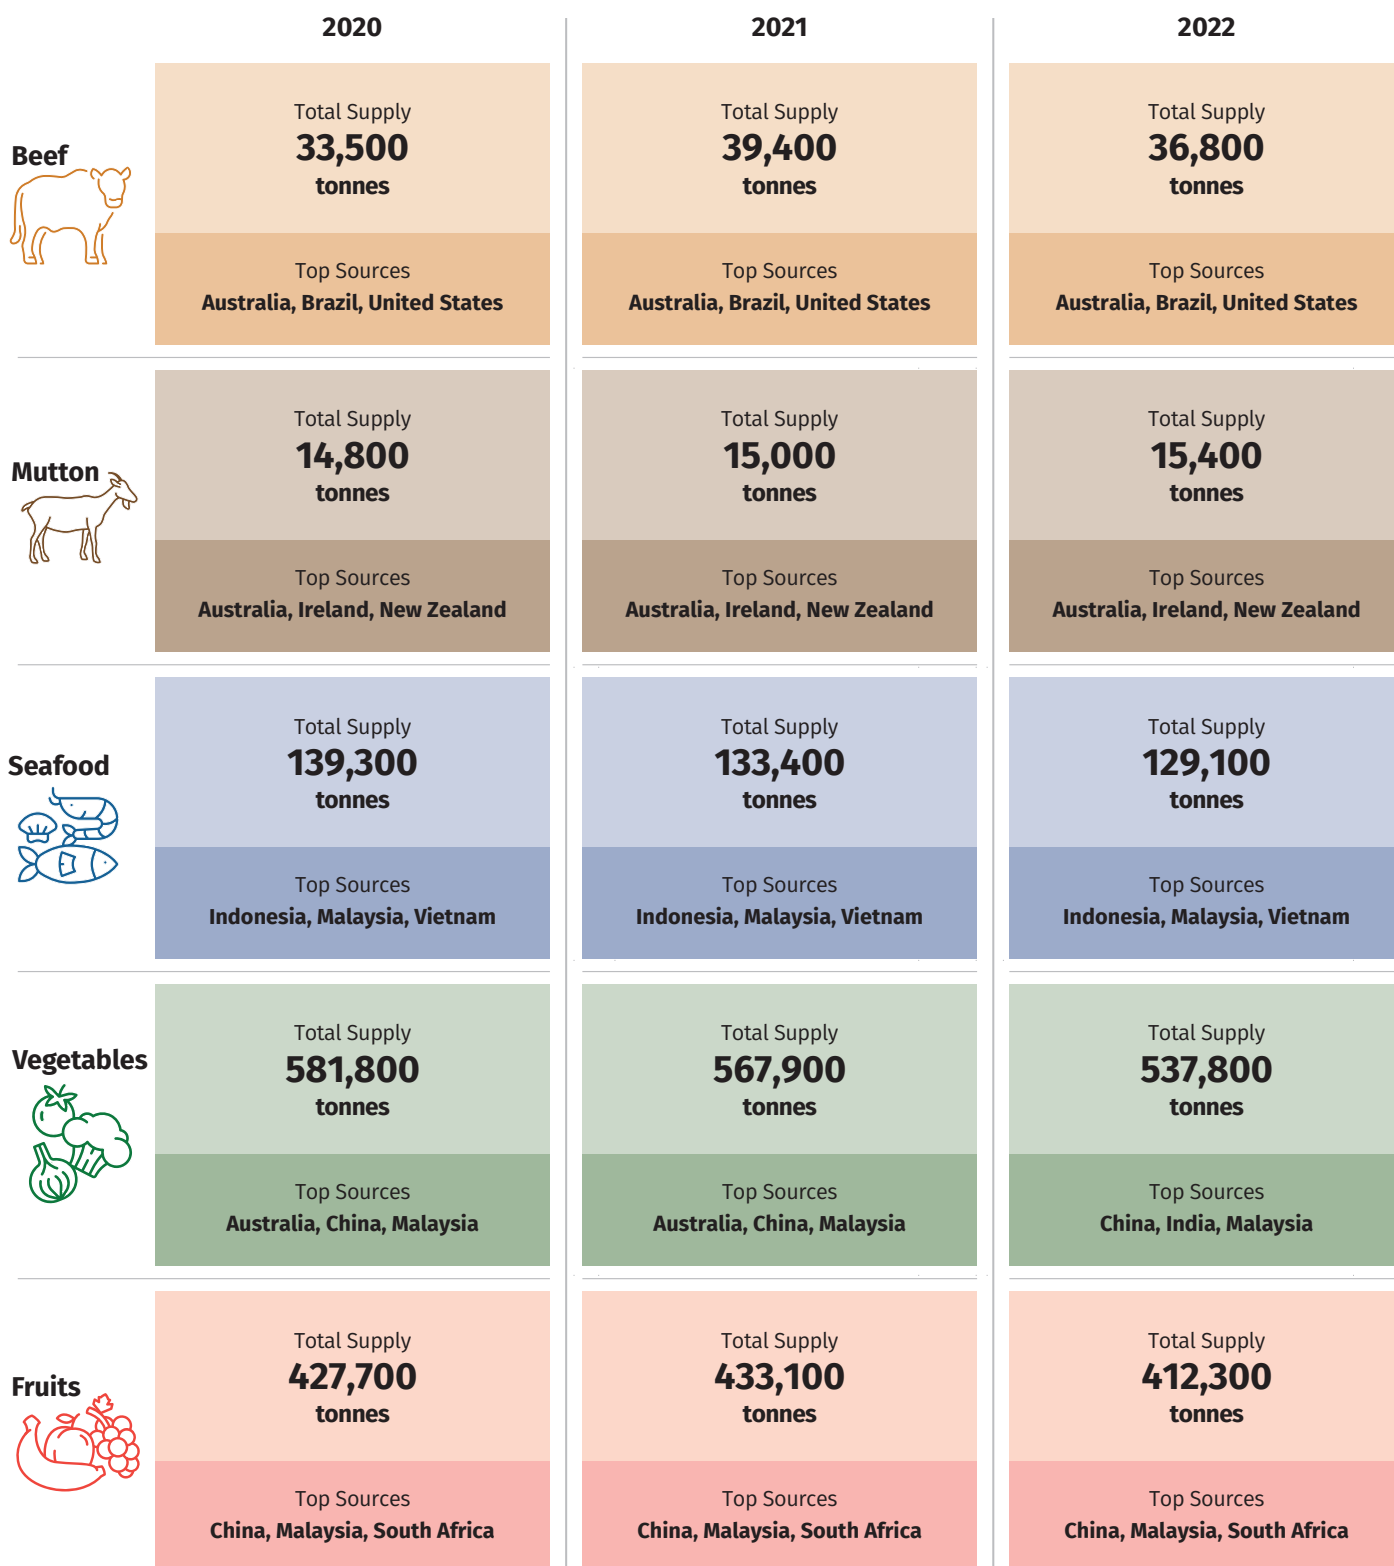 2020
2021
2022
Beef
Total Supply
33,500
tonnes
Top Sources
Australia, Brazil, United States
Total Supply
39,400
tonnes
Top Sources
Australia, Brazil, United States
Total Supply
36,800
tonnes
Top Sources
Australia, Brazil, United States
Mutton
Total Supply
14,800
tonnes
Top Sources
Australia, Ireland, New Zealand
Total Supply
15,000
tonnes
Top Sources
Australia, Ireland, New Zealand
Total Supply
15,400
tonnes
Top Sources
Australia, Ireland, New Zealand
Seafood
Total Supply
139,300
tonnes
Top Sources
Indonesia, Malaysia, Vietnam
Total Supply
133,400
tonnes
Top Sources
Indonesia, Malaysia, Vietnam
Total Supply
129,100
tonnes
Top Sources
Indonesia, Malaysia, Vietnam
Vegetables
Total Supply
581,800
tonnes
Top Sources
Australia, China, Malaysia
Total Supply
567,900
tonnes
Top Sources
Australia, China, Malaysia
Total Supply
537,800
tonnes
Top Sources
China, India, Malaysia
Fruits
Total Supply
427,700
tonnes
Top Sources
China, Malaysia, South Africa
Total Supply
433,100
tonnes
Top Sources
China, Malaysia, South Africa
Total Supply
412,300
tonnes
Top Sources
China, Malaysia, South Africa